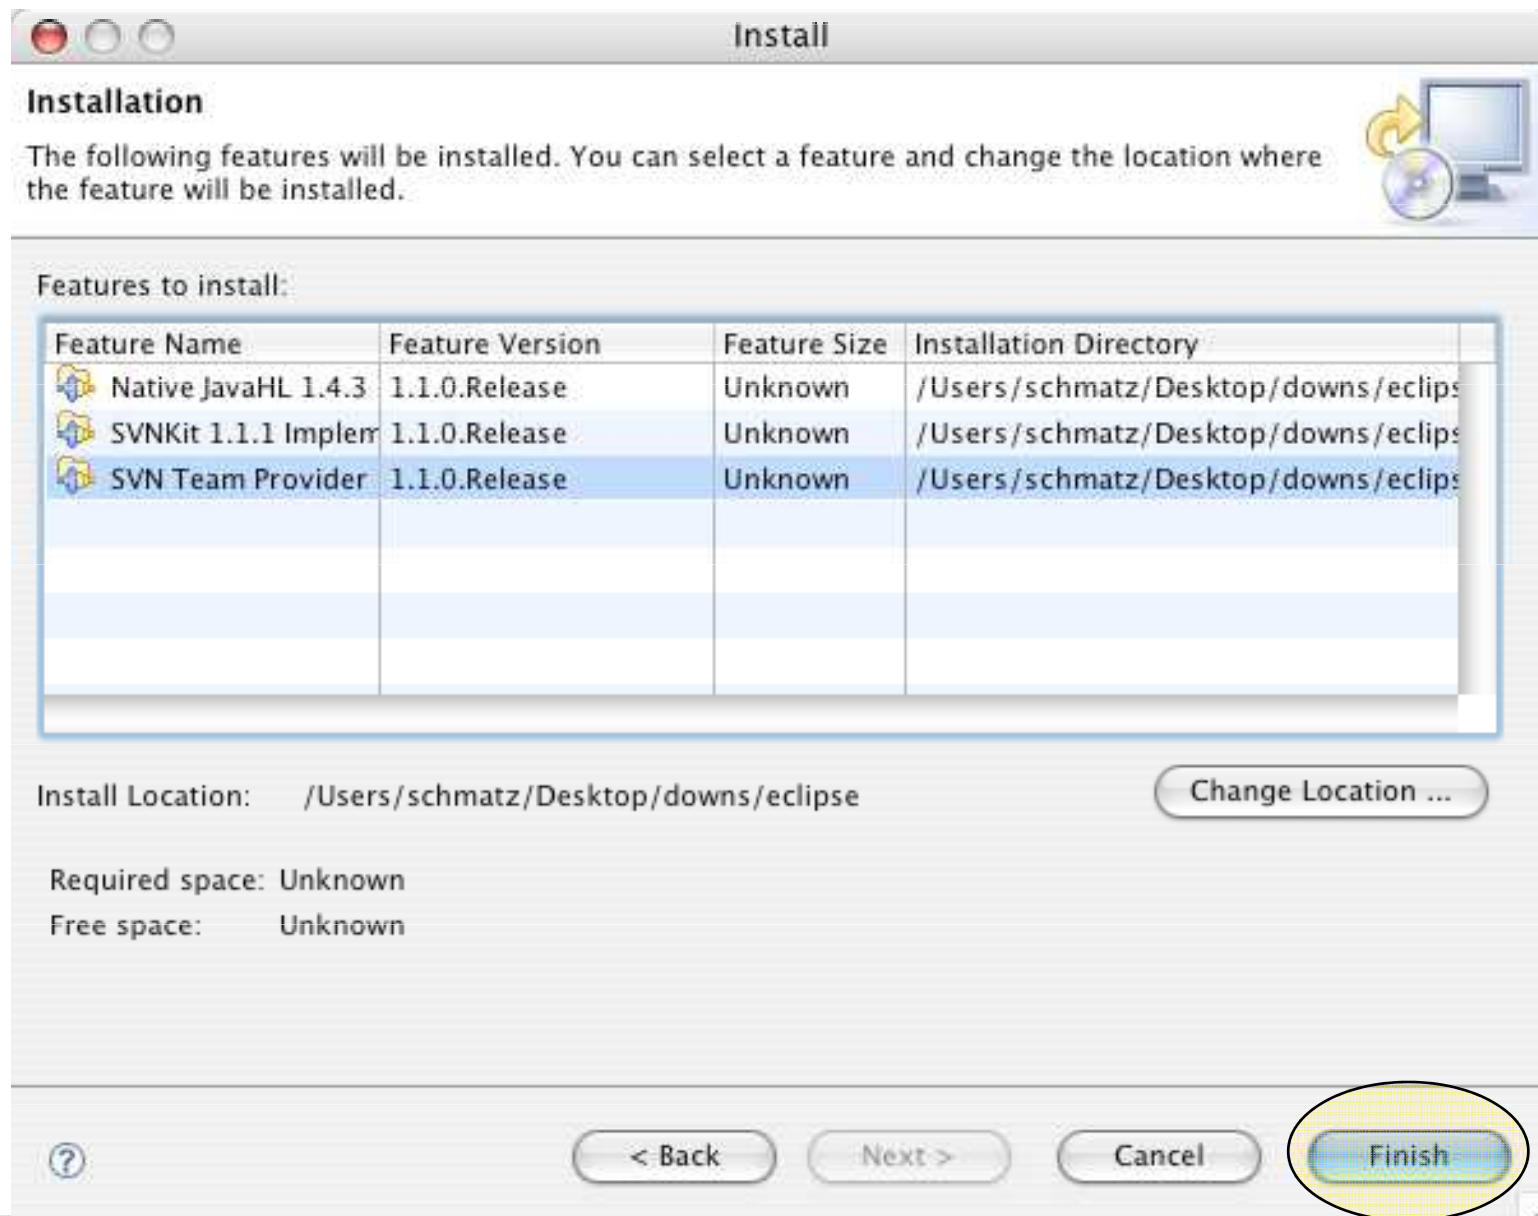 Install
Installation
The following features will be installed. You can select a feature and change the location where
the feature will be installed.
Features to install:
Feature Name Feature Version Feature Size Installation Directory
Native JavaHL 1.4.3 1.1.0.Release Unknown /Users/schmatz/Desktop/downs/eclips
SVNKit 1.1.1 Implem 1.1.0.Release Unknown /Users/schmatz/Desktop/downs/eclips
SVN Team Provider 1.1.0.Release Unknown /Users/schmatz/Desktop/downs/eclips
Install Location: /Users/schmatz/Desktop/downs/eclipse
Change Location ...
Required space: Unknown
Free space: Unknown
? < Back Next > Cancel Finish